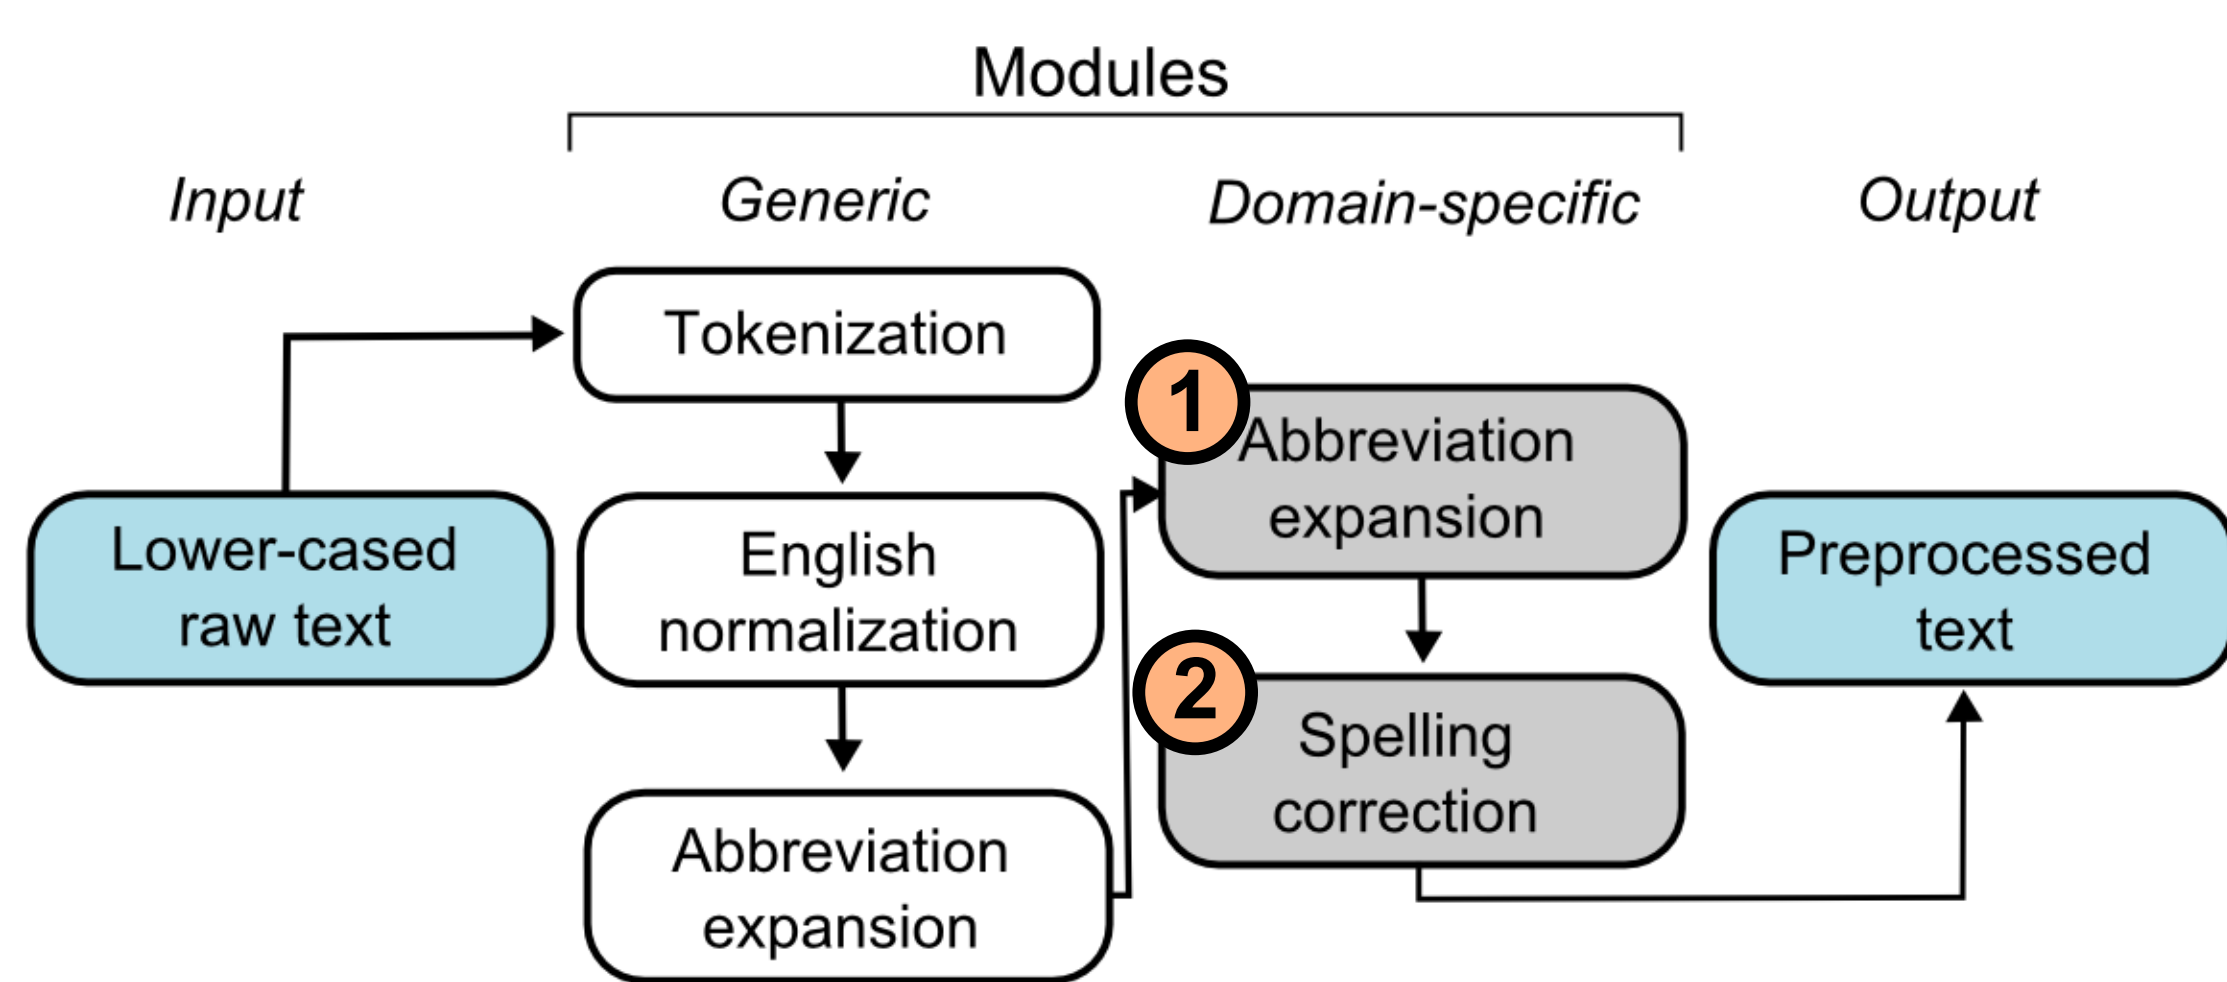 Modules
Input
Generic
Domain-specific
Output
Lower-cased
raw text
Tokenization
English
normalization
Abbreviation
expansion
1
Abbreviation
expansion
2
Spelling
correction
Preprocessed
text